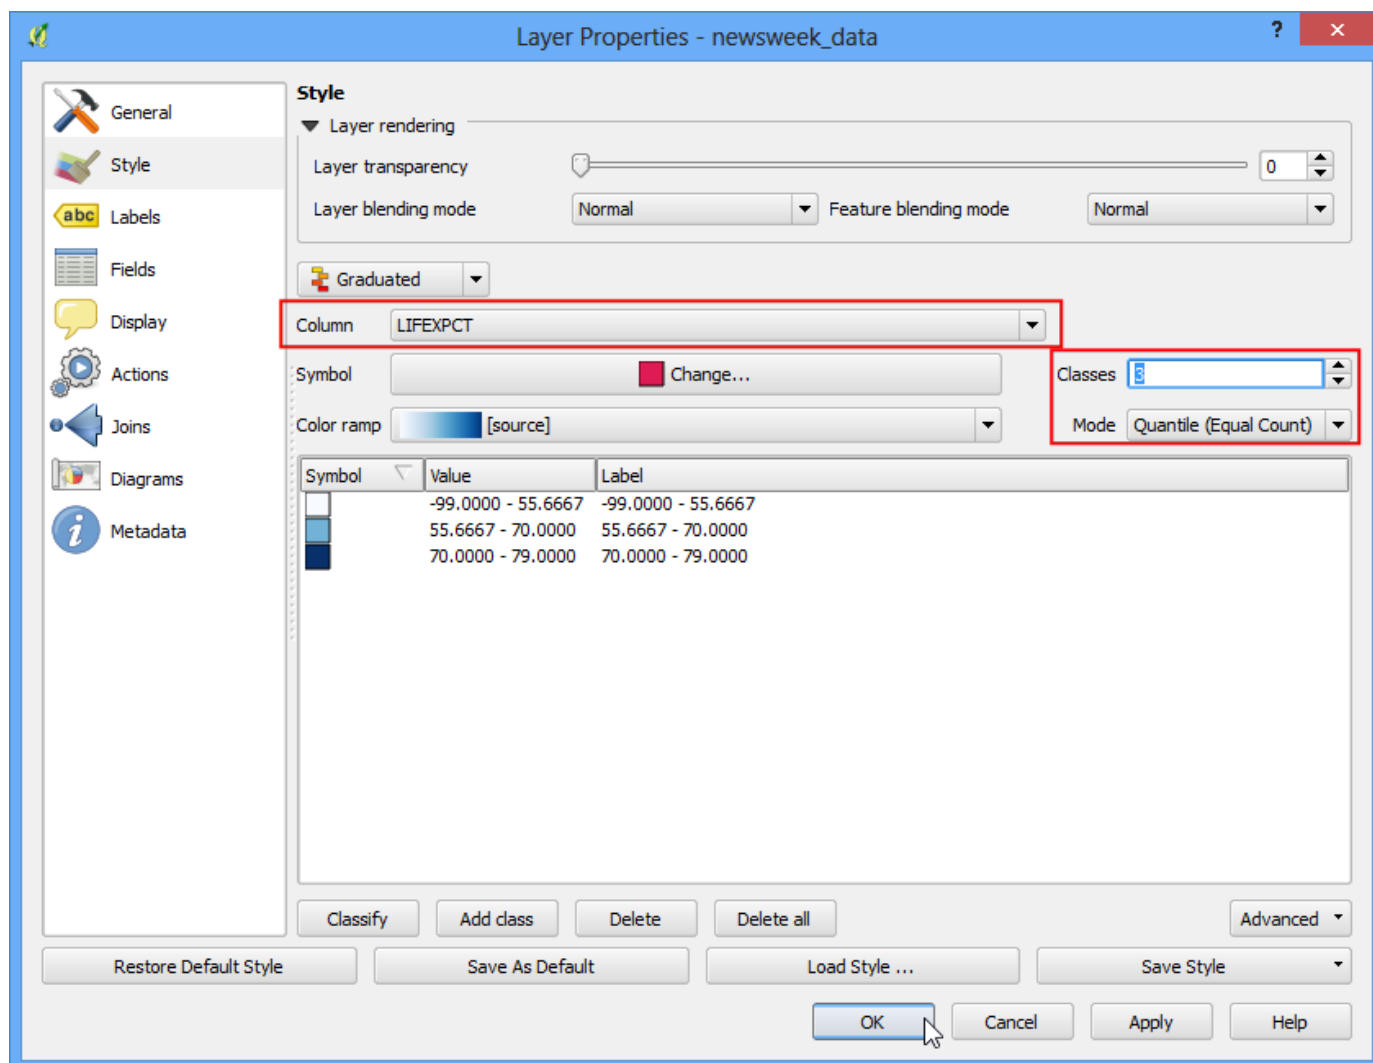 Layer Properties - newsweek_data ? ×
General
Style
abc Labels
Fields
Display
Actions
Joins
Diagrams
i Metadata
Style
Layer rendering
Layer transparency 0
Layer blending mode Normal Feature blending mode Normal
Graduated
Column LIFEXPCT
Symbol Change... Classes 3
Color ramp [source] Mode Quantile (Equal Count)
Symbol Value Label
-99.0000 - 55.6667 -99.0000 - 55.6667
55.6667 - 70.0000 55.6667 - 70.0000
70.0000 - 79.0000 70.0000 - 79.0000
Classify Add class Delete Delete all Advanced
Restore Default Style Save As Default Load Style ... Save Style
OK Cancel Apply Help